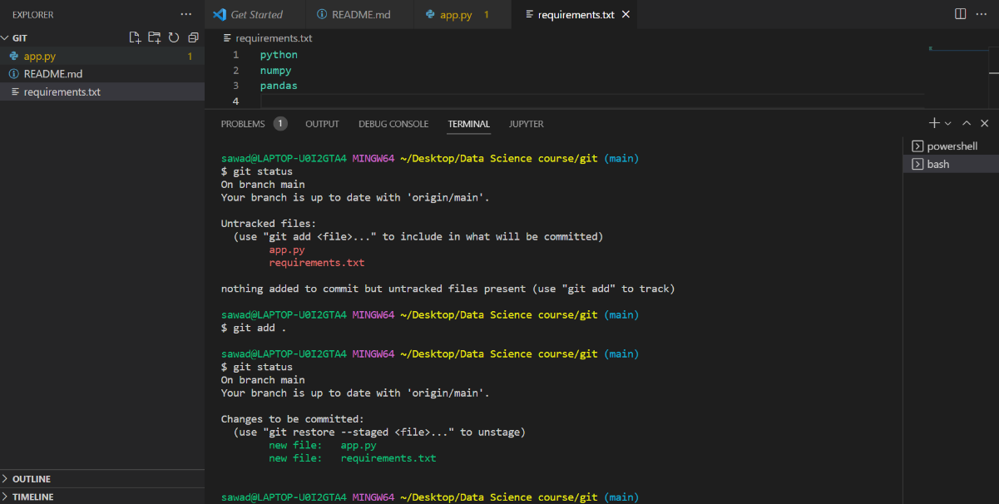 EXPLORER
GIT
app.py 1
README.md
requirements.txt
OUTLINE
TIMELINE
Get Started README.md app.py 1 requirements.txt
requirements.txt
1 python
2 numpy
3 pandas
4
PROBLEMS 1 OUTPUT DEBUG CONSOLE TERMINAL JUPYTER
sawad@LAPTOP-U0I2GTA4 MINGW64 ~/Desktop/Data Science course/git (main)
$ git status
On branch main
Your branch is up to date with 'origin/main'.
Untracked files:
(use "git add <file>..." to include in what will be committed)
app.py
requirements.txt
nothing added to commit but untracked files present (use "git add" to track)
sawad@LAPTOP-U0I2GTA4 MINGW64 ~/Desktop/Data Science course/git (main)
$ git add .
sawad@LAPTOP-U0I2GTA4 MINGW64 ~/Desktop/Data Science course/git (main)
$ git status
On branch main
Your branch is up to date with 'origin/main'.
Changes to be committed:
(use "git restore --staged <file>..." to unstage)
new file: app.py
new file: requirements.txt
sawad@LAPTOP-U0I2GTA4 MINGW64 ~/Desktop/Data Science course/git (main)
powershell
bash